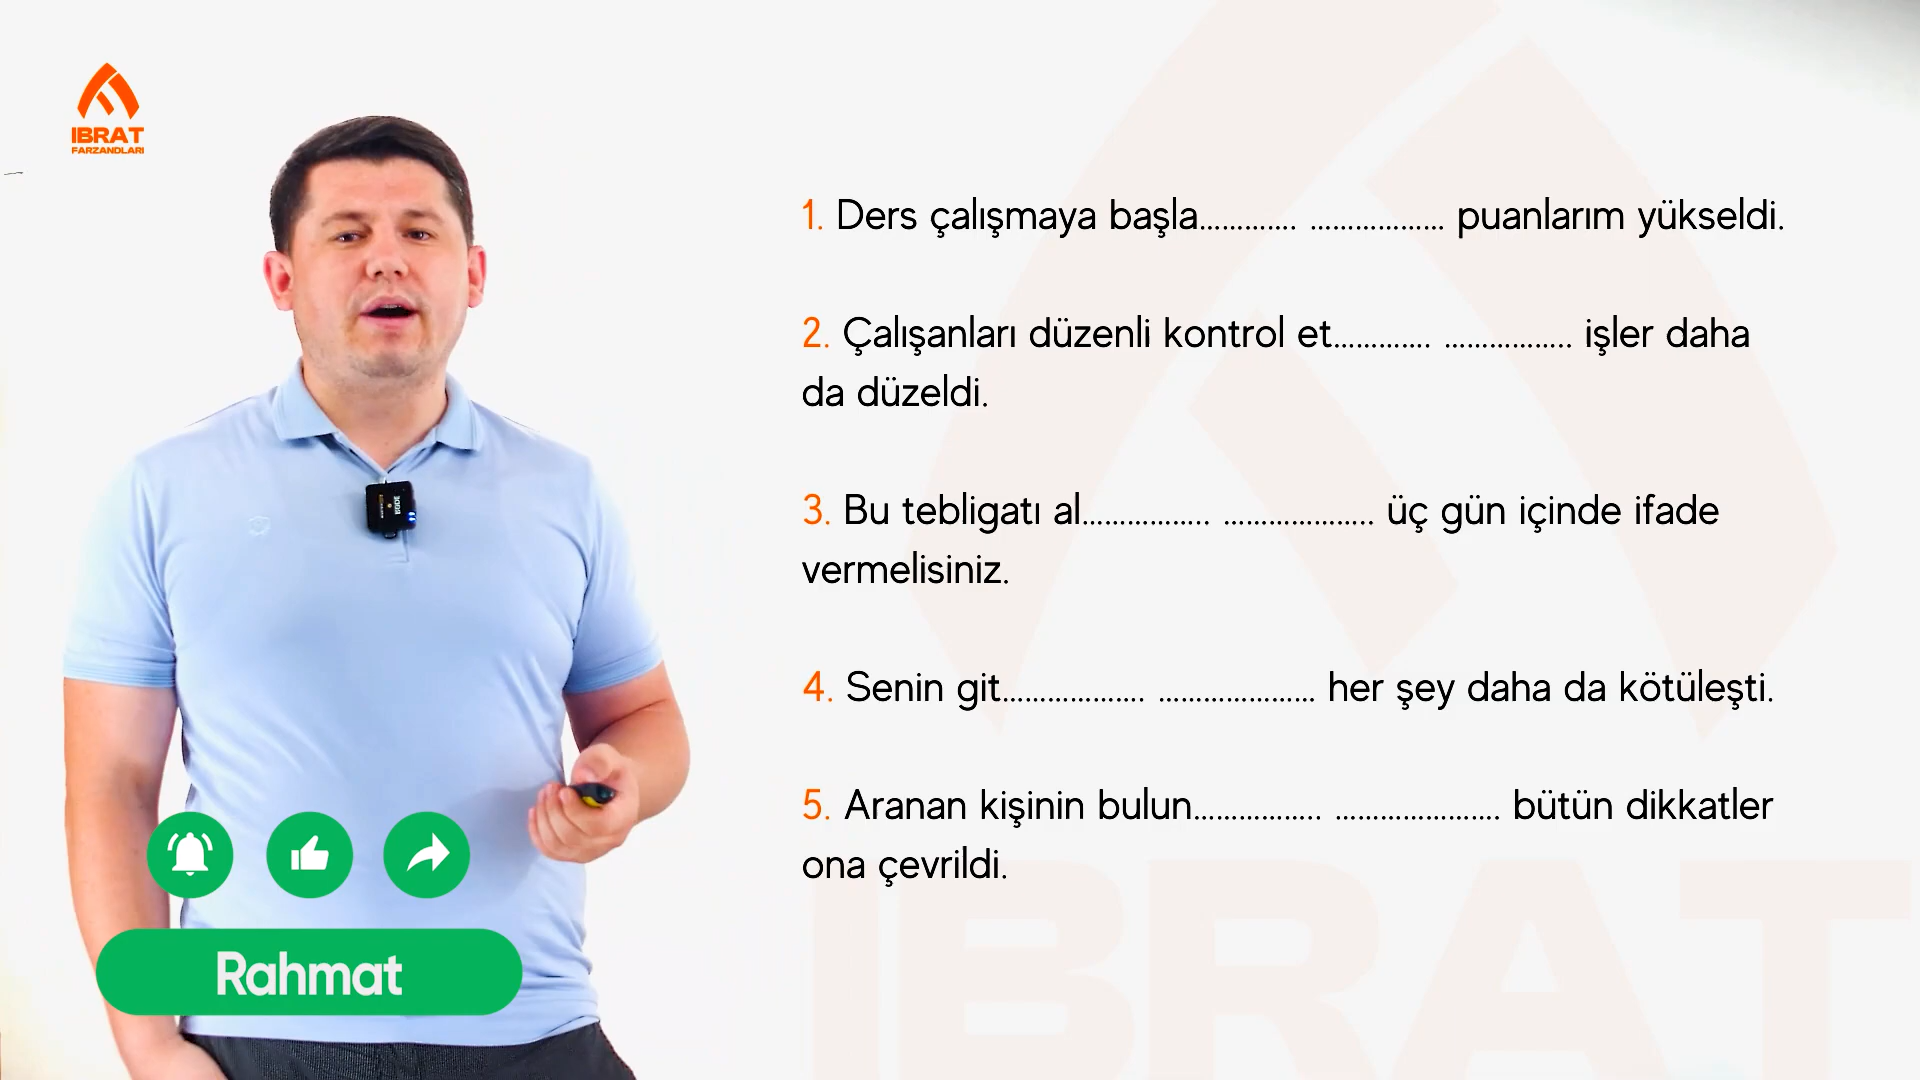 IBRAT
FARZANDLARI
1. Ders çalışmaya başla............. .................. puanlarım yükseldi.
2. Çalışanları düzenli kontrol et............. ................. işler daha
da düzeldi.
3. Bu tebligatı al................. .................... üç gün içinde ifade
vermelisiniz.
4. Senin git................... ..................... her şey daha da kötüleşti.
5. Aranan kişinin bulun................. ...................... bütün dikkatler
ona çevrildi.
Rahmat
IBRAT